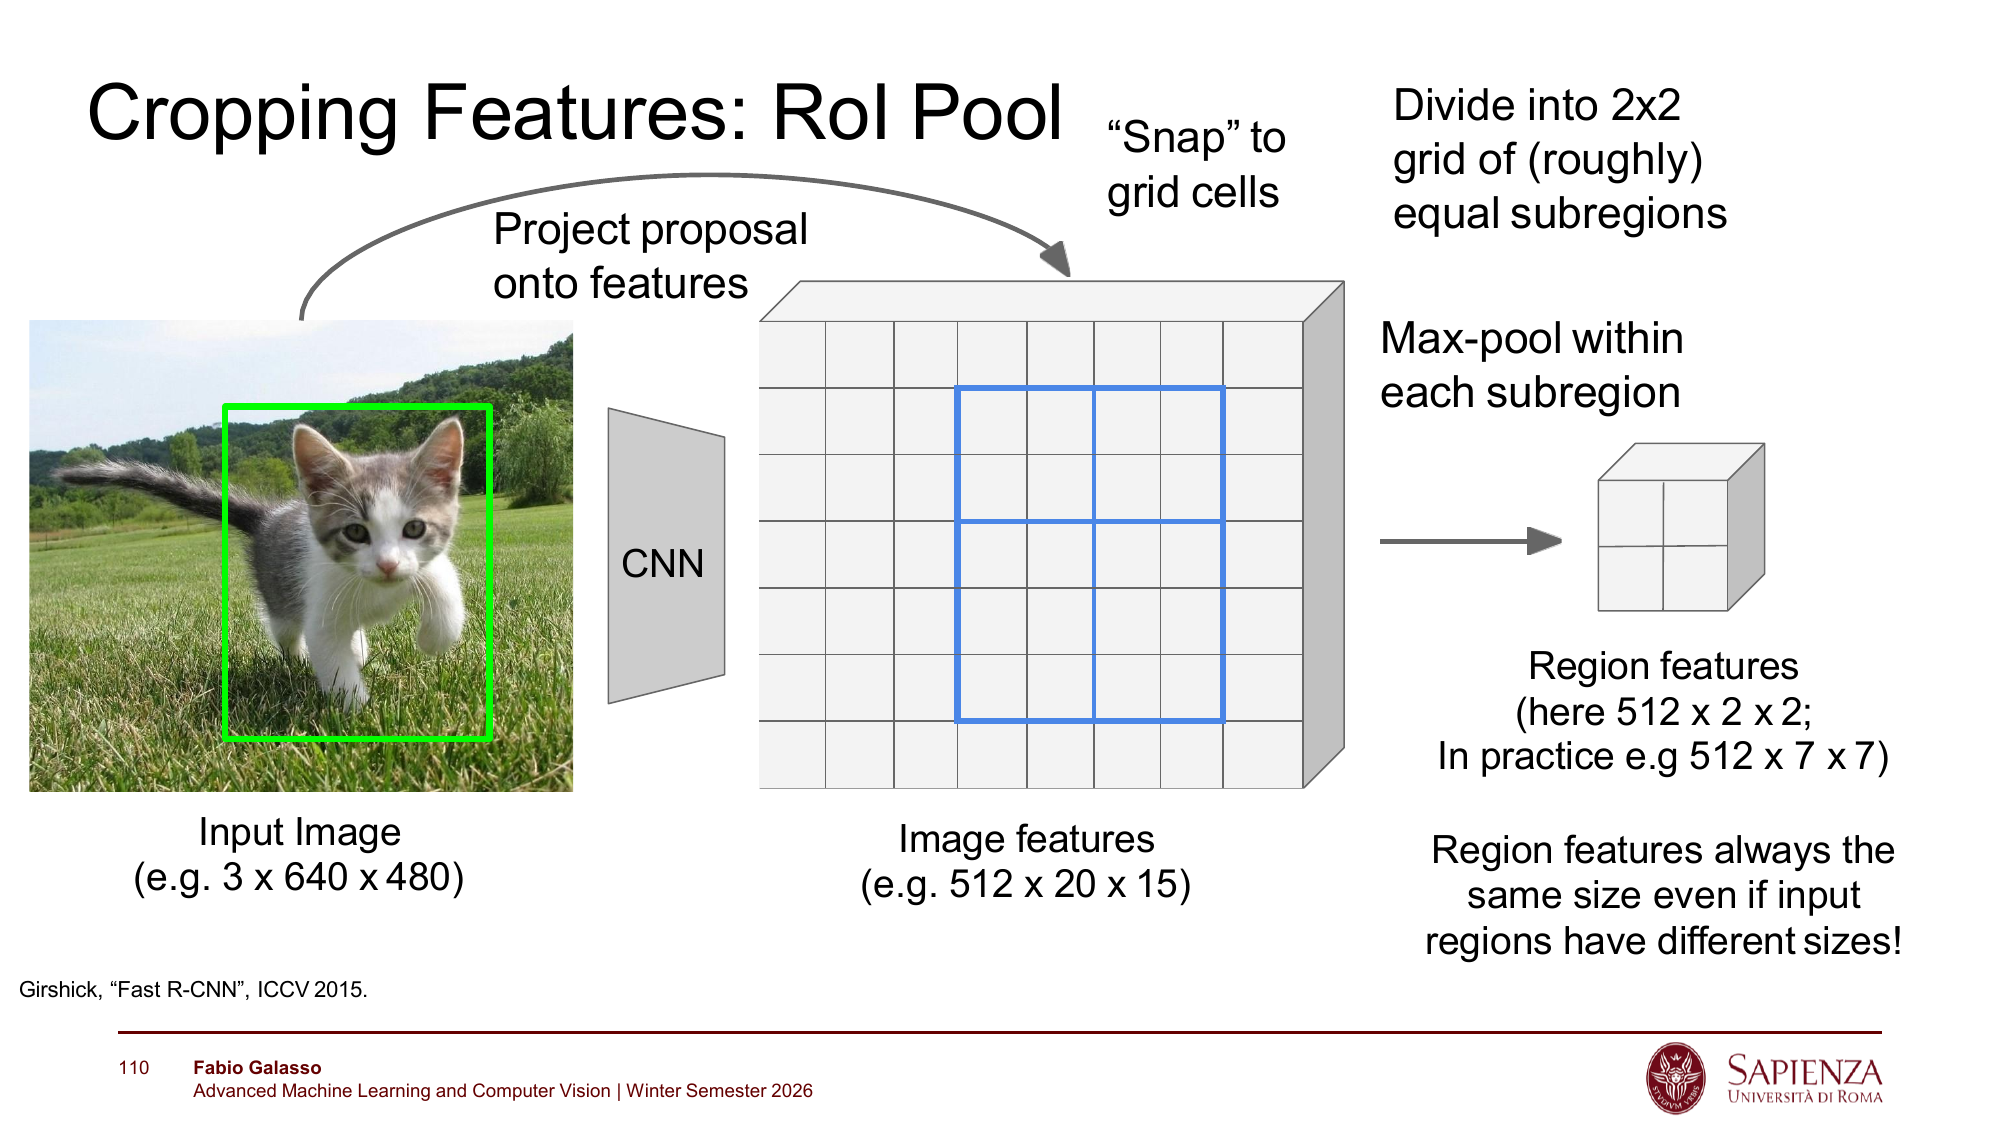 Cropping Features: RoI Pool
“Snap” to
grid cells
Divide into 2x2
grid of (roughly)
equal subregions
Project proposal
onto features
Max-pool within
each subregion
CNN
Region features
(here 512 x 2 x 2;
In practice e.g 512 x 7 x 7)
Input Image
(e.g. 3 x 640 x 480)
Image features
(e.g. 512 x 20 x 15)
Region features always the
same size even if input
regions have different sizes!
Girshick, “Fast R-CNN”, ICCV 2015.
110
Fabio Galasso
Advanced Machine Learning and Computer Vision | Winter Semester 2026
SAPIENZA
UNIVERSITÀ DI ROMA